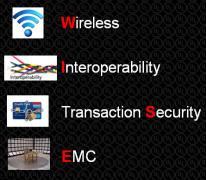 Wireless
Interoperability
Interoperability
Transaction Security
EMC